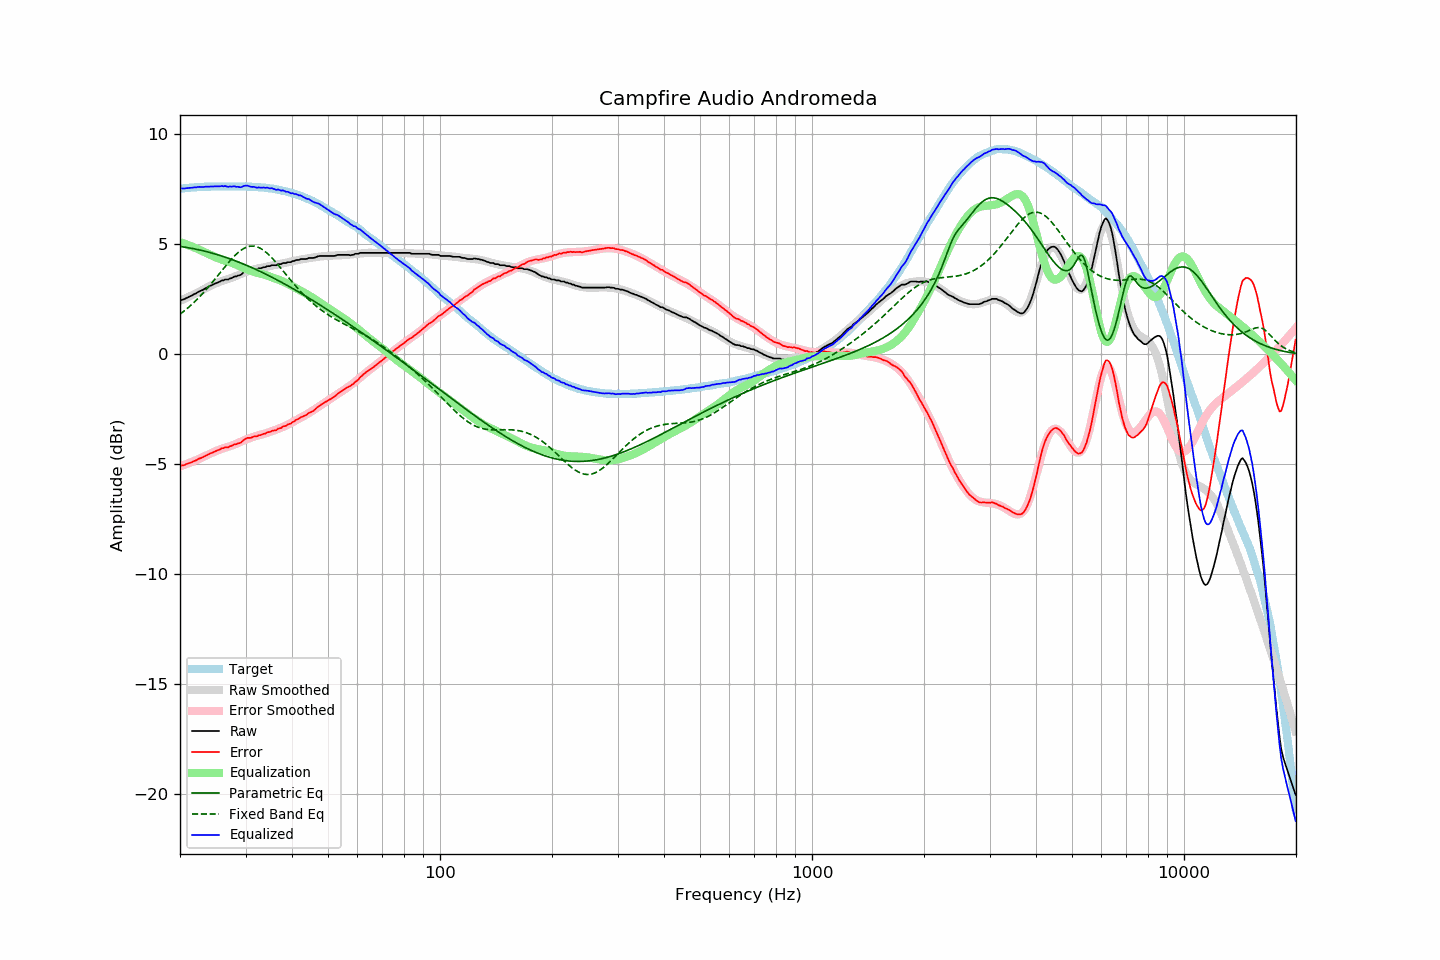 Campfire Audio Andromeda
10
5
0
−5
−10
−15
−20
Amplitude (dBr)
Target
Raw Smoothed
Error Smoothed
Raw
Error
Equalization
Parametric Eq
Fixed Band Eq
Equalized
100
1000
10000
Frequency (Hz)